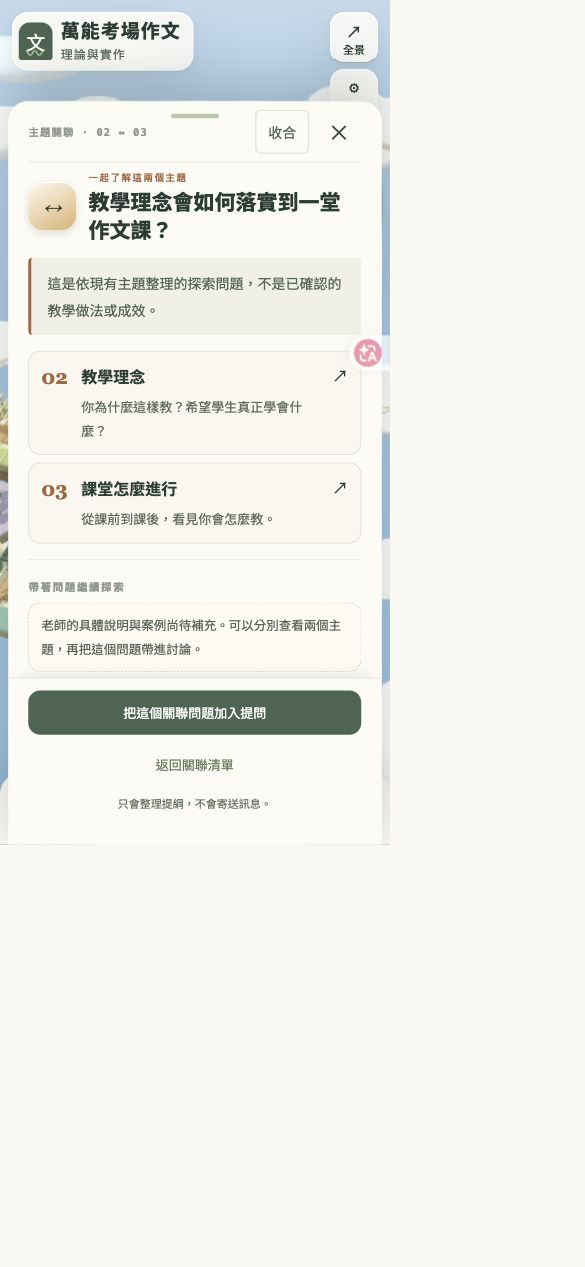 文
萬能考場作文
理論與實作
↗
全景
⚙
主題關聯 · 02 ↔ 03
收合
×
一起了解這兩個主題
↔
教學理念會如何落實到一堂
作文課？
這是依現有主題整理的探索問題，不是已確認的
教學做法或成效。
02 教學理念 ↗
你為什麼這樣教？希望學生真正學會什
麼？
03 課堂怎麼進行 ↗
從課前到課後，看見你會怎麼教。
帶著問題繼續探索
老師的具體說明與案例尚待補充。可以分別查看兩個主
題，再把這個問題帶進討論。
把這個關聯問題加入提問
返回關聯清單
只會整理提綱，不會寄送訊息。